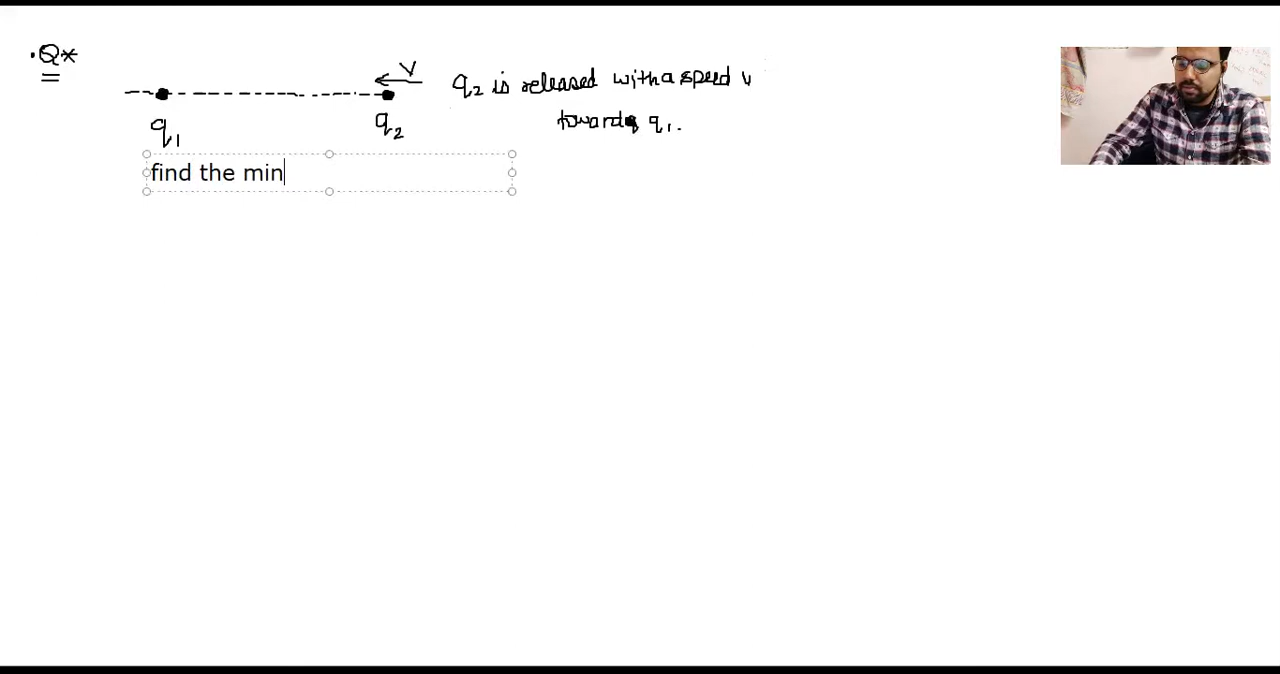 .Q*
V
q₂ is released with a speed v
towards q₁.
q₁
q₂
find the min